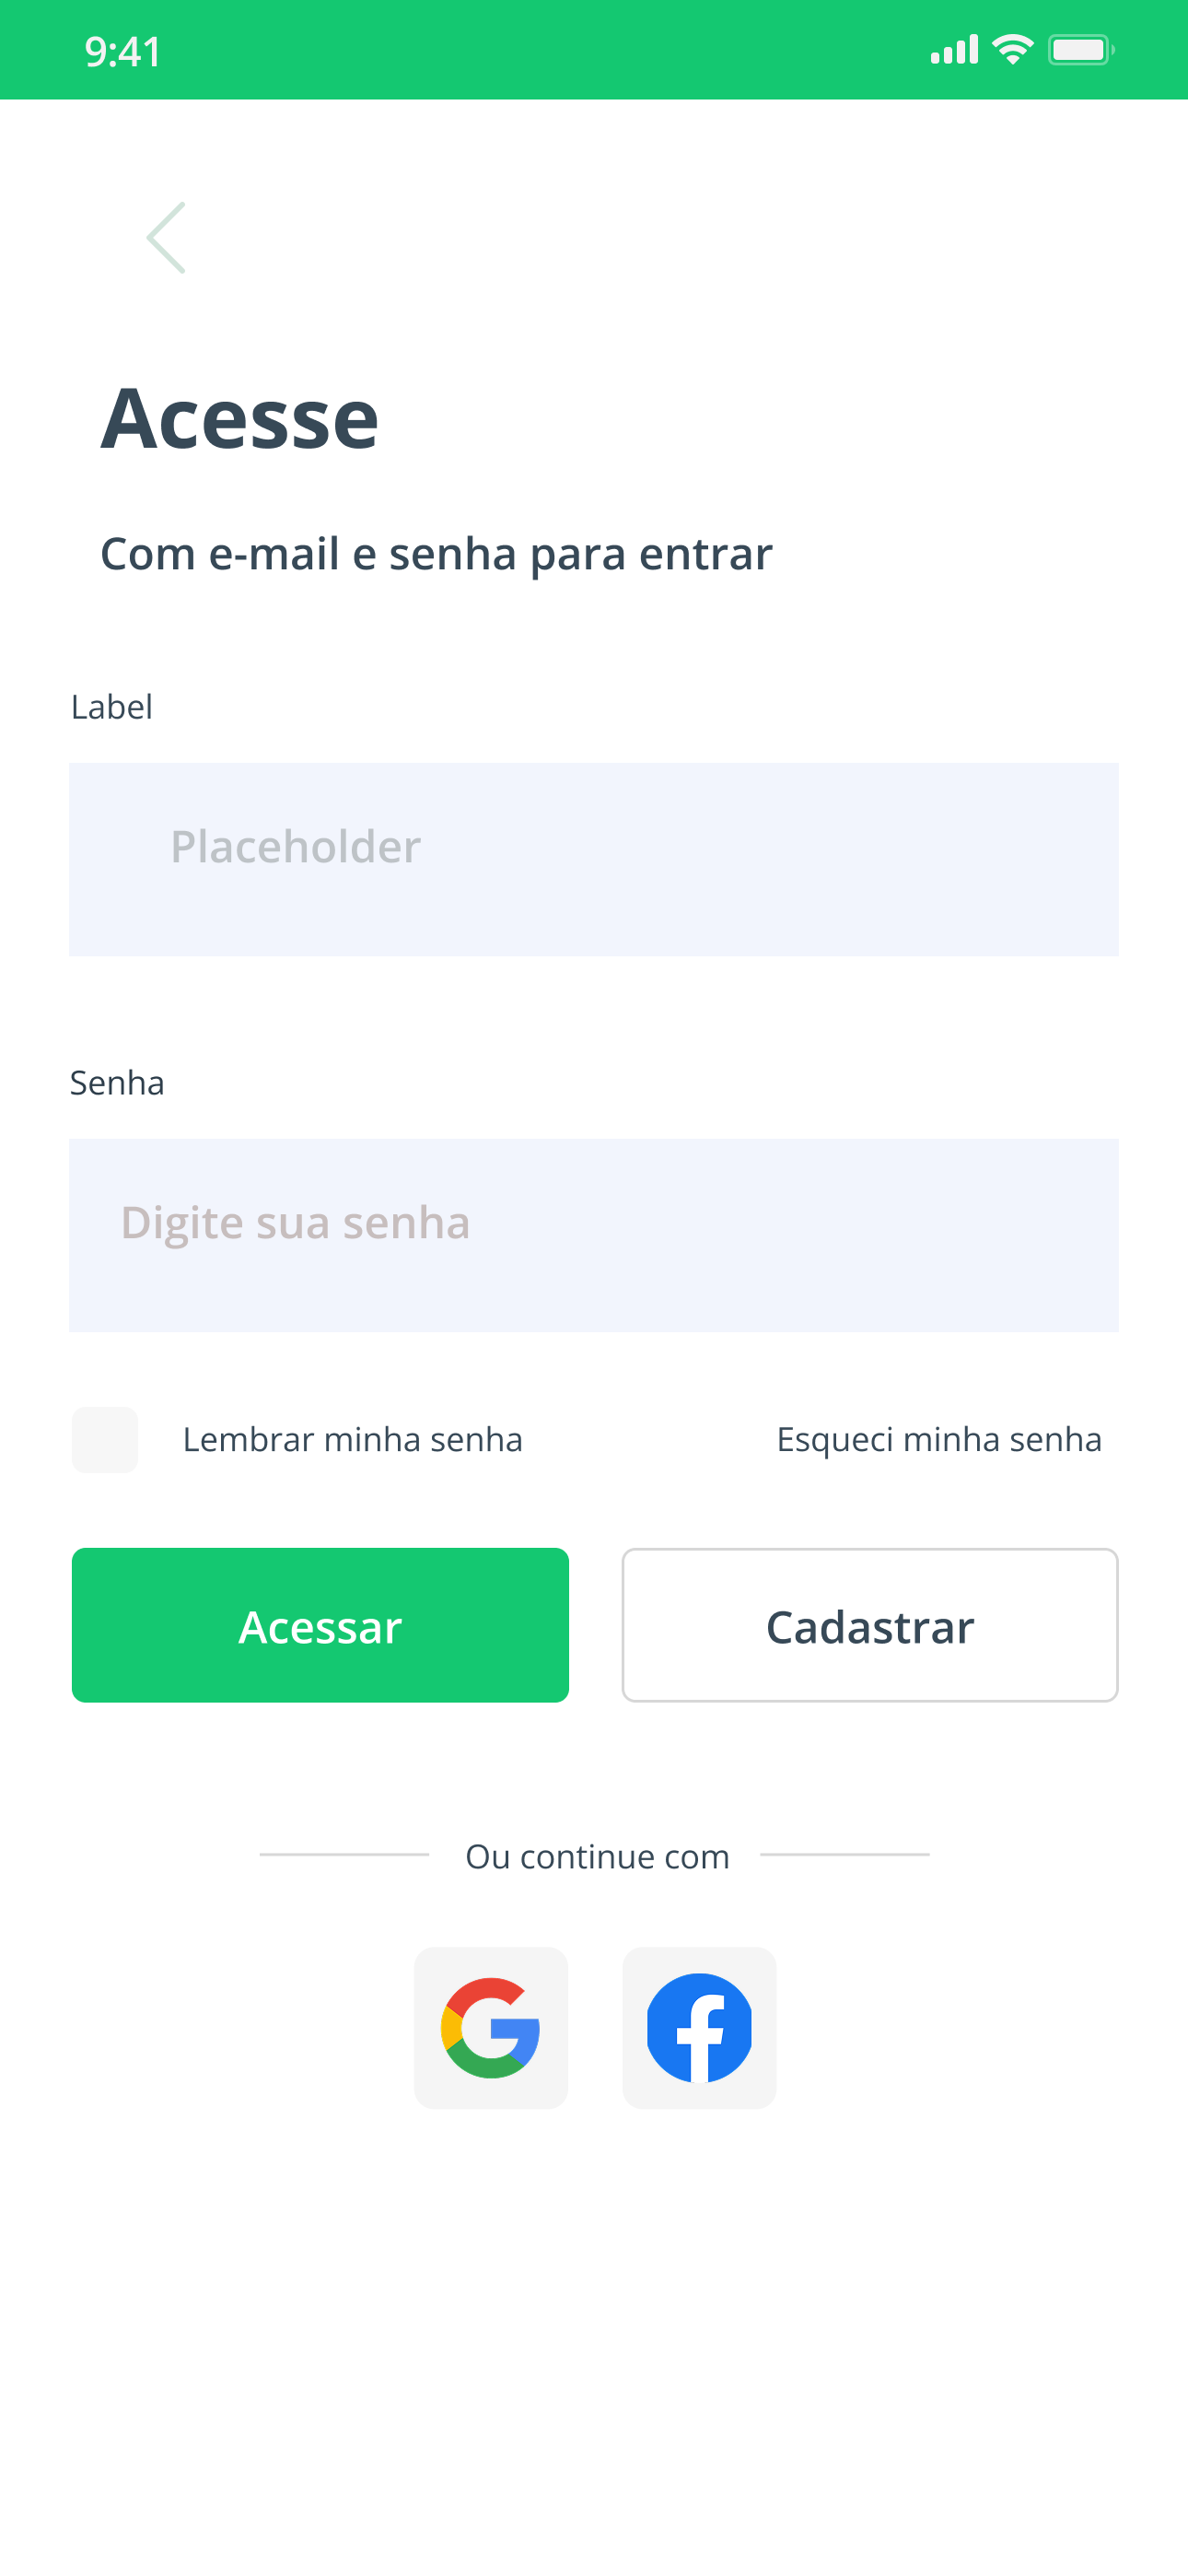 9:41
Acesse
Com e-mail e senha para entrar
Label
Placeholder
Senha
Digite sua senha
Lembrar minha senha
Esqueci minha senha
Acessar
Cadastrar
Ou continue com